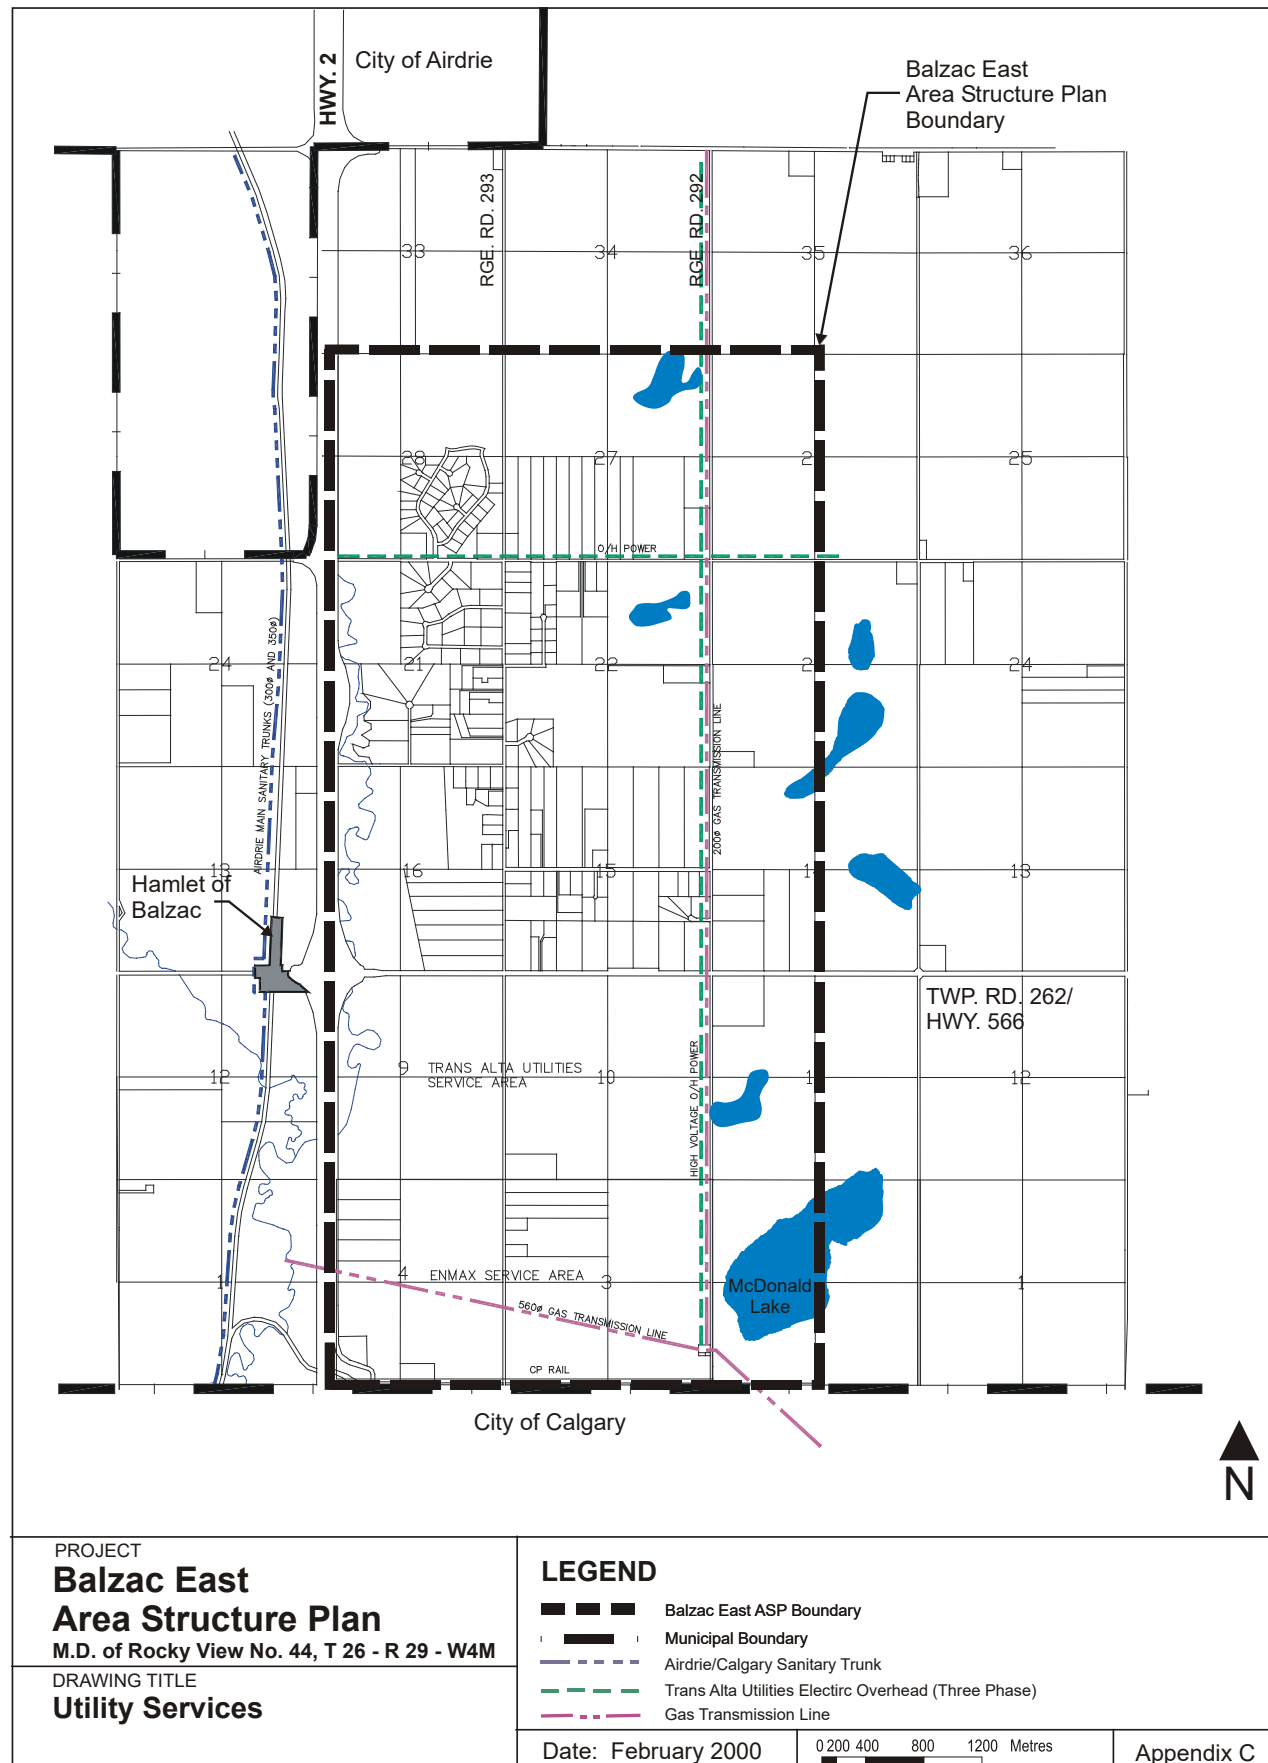 City of Airdrie
HWY. 2
Balzac East
Area Structure Plan
Boundary
RGE. RD. 293
RGE. RD. 292
33
34
35
36
28
27
2
25
O/H POWER
24
21
22
2
24
AIRDRIE MAIN SANITARY TRUNKS (300ø AND 350ø)
200ø GAS TRANSMISSION LINE
13
16
15
1
13
Hamlet of
Balzac
TWP. RD. 262/
HWY. 566
12
9
TRANS ALTA UTILITIES
SERVICE AREA
10
1
12
HIGH VOLTAGE O/H POWER
1
4
ENMAX SERVICE AREA
3
1
McDonald
Lake
560ø GAS TRANSMISSION LINE
CP RAIL
City of Calgary
N
PROJECT
Balzac East
Area Structure Plan
M.D. of Rocky View No. 44, T 26 - R 29 - W4M
DRAWING TITLE
Utility Services
LEGEND
Balzac East ASP Boundary
Municipal Boundary
Airdrie/Calgary Sanitary Trunk
Trans Alta Utilities Electirc Overhead (Three Phase)
Gas Transmission Line
Date: February 2000
0 200 400 800 1200 Metres
Appendix C